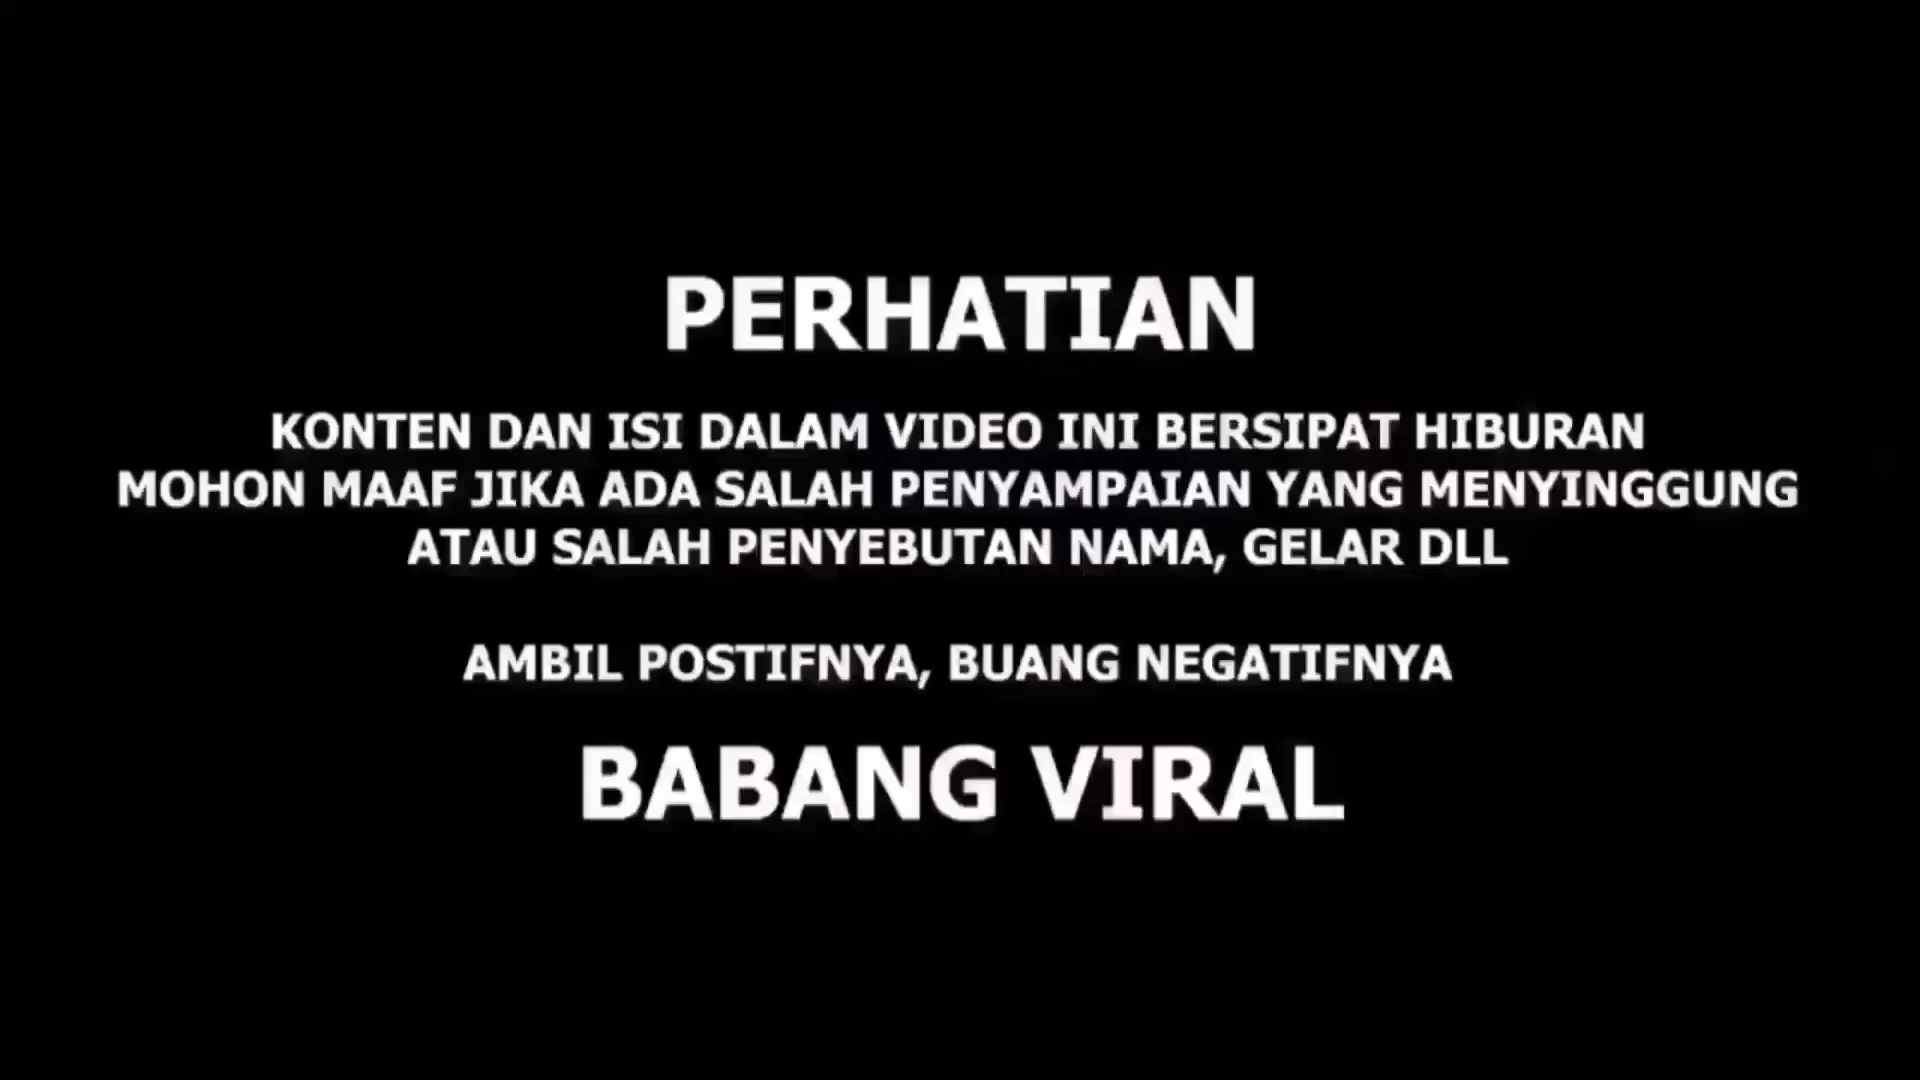 PERHATIAN
KONTEN DAN ISI DALAM VIDEO INI BERSIPAT HIBURAN
MOHON MAAF JIKA ADA SALAH PENYAMPAIAN YANG MENYINGGUNG
ATAU SALAH PENYEBUTAN NAMA, GELAR DLL
AMBIL POSTIFNYA, BUANG NEGATIFNYA
BABANG VIRAL